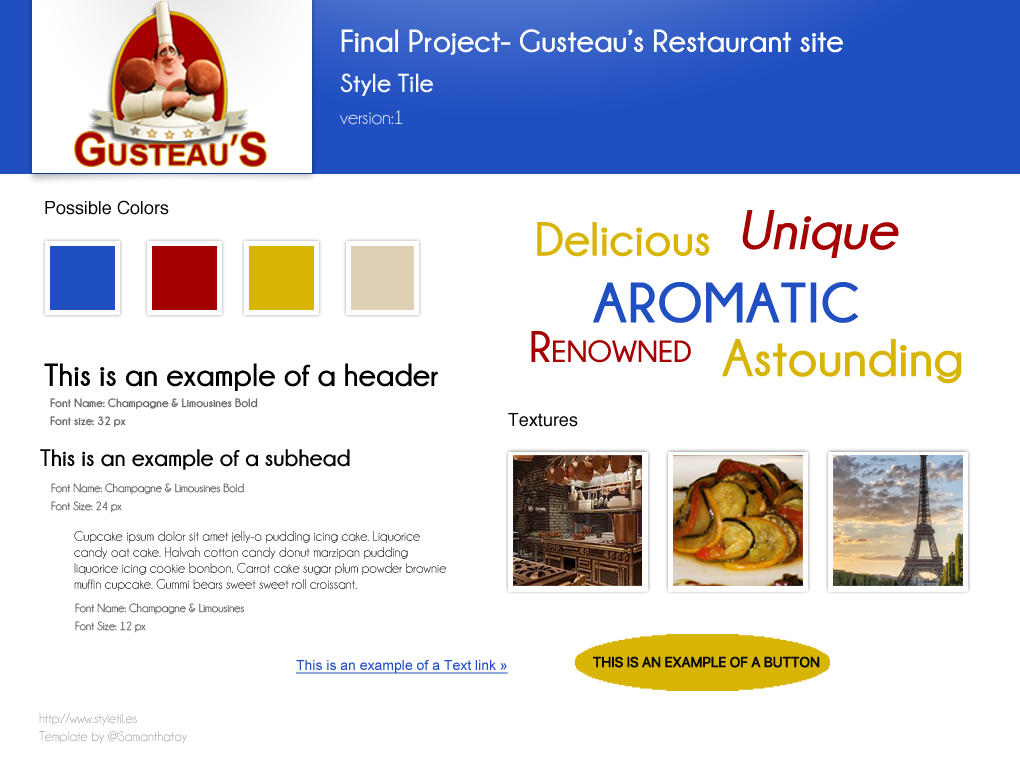 GUSTEAU'S
Final Project- Gusteau's Restaurant site
Style Tile
version:1
Possible Colors
Delicious
Unique
AROMATIC
RENOWNED
Astounding
This is an example of a header
Font Name: Champagne & Limousines Bold
Font size: 32 px
This is an example of a subhead
Font Name: Champagne & Limousines Bold
Font Size: 24 px
Cupcake ipsum dolor sit amet jelly-o pudding icing cake. Liquorice
candy oat cake. Halvah cotton candy donut marzipan pudding
liquorice icing cookie bonbon. Carrot cake sugar plum powder brownie
muffin cupcake. Gummi bears sweet sweet roll croissant.
Font Name: Champagne & Limousines
Font Size: 12 px
Textures
This is an example of a Text link »
THIS IS AN EXAMPLE OF A BUTTON
http://www.styletil.es
Template by @Samanthatoy